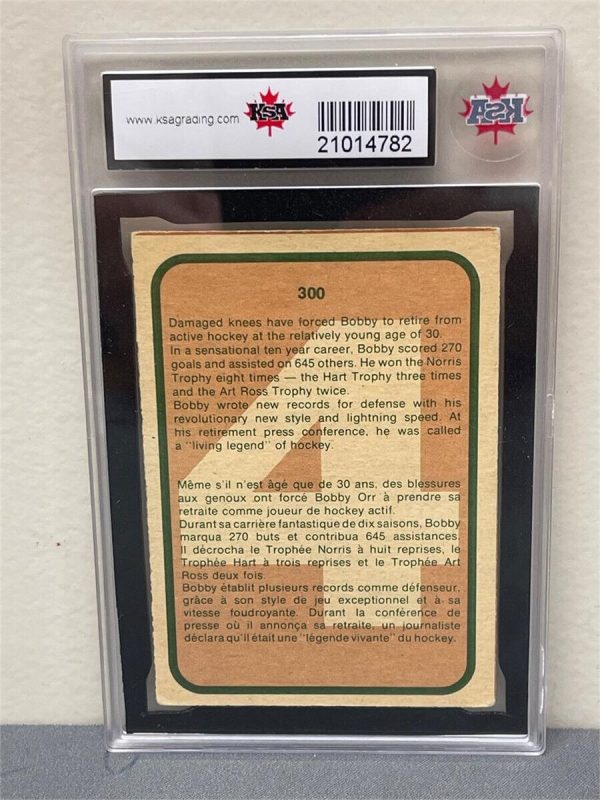 www.ksagrading.com
KSA
21014782
KSA
300
Damaged knees have forced Bobby to retire from
active hockey at the relatively young age of 30.
In a sensational ten year career, Bobby scored 270
goals and assisted on 645 others. He won the Norris
Trophy eight times — the Hart Trophy three times
and the Art Ross Trophy twice.
Bobby wrote new records for defense with his
revolutionary new style and lightning speed. At
his retirement press conference, he was called
a "living legend" of hockey.
Même s'il n'est âgé que de 30 ans, des blessures
aux genoux ont forcé Bobby Orr à prendre sa
retraite comme joueur de hockey actif.
Durant sa carrière fantastique de dix saisons, Bobby
marqua 270 buts et contribua 645 assistances.
Il décrocha le Trophée Norris à huit reprises, le
Trophée Hart à trois reprises et le Trophée Art
Ross deux fois.
Bobby établit plusieurs records comme défenseur,
grâce à son style de jeu exceptionnel et à sa
vitesse foudroyante. Durant la conférence de
presse où il annonça sa retraite, un journaliste
déclara qu'il était une "légende vivante" du hockey.
4